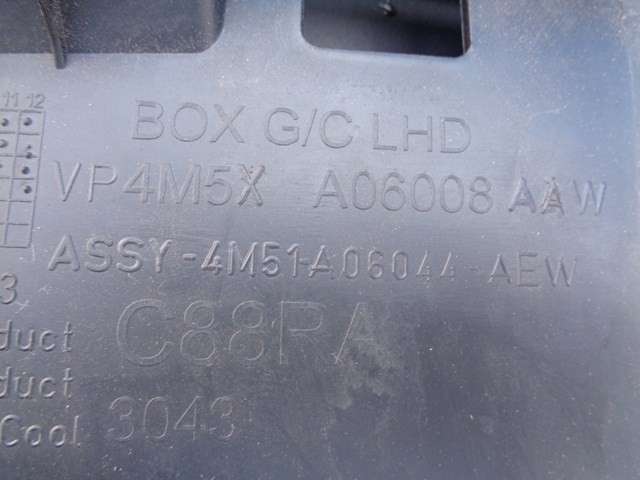 11 12
BOX G/C LHD
VP4M5X A06008 AAW
ASSY-4M51-A06044-AEW
3
duct C88RA
duct
Cool 3043